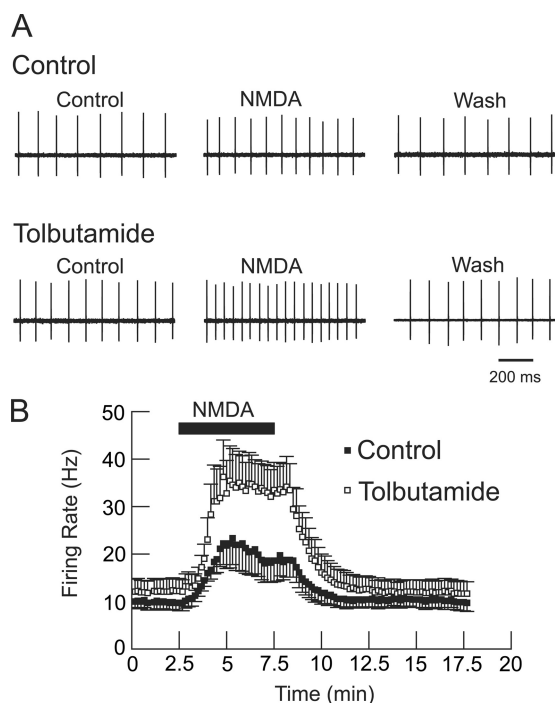 A
Control
Control NMDA Wash
Tolbutamide
Control NMDA Wash
200 ms
B
NMDA
Control
Tolbutamide
Firing Rate (Hz)
50
40
30
20
10
0
0 2.5 5 7.5 10 12.5 15 17.5 20
Time (min)